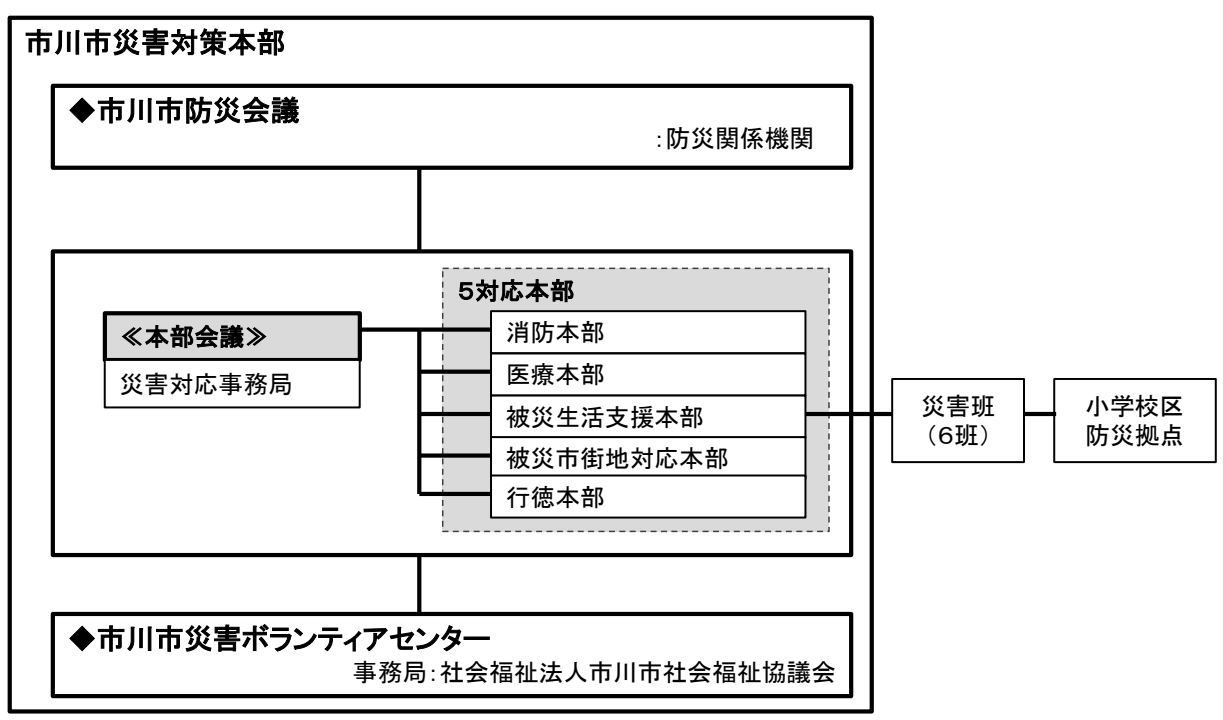 市川市災害対策本部
◆市川市防災会議
：防災関係機関
５対応本部
≪本部会議≫
災害対応事務局
消防本部
医療本部
被災生活支援本部
被災市街地対応本部
行徳本部
災害班
（６班）
小学校区
防災拠点
◆市川市災害ボランティアセンター
事務局：社会福祉法人市川市社会福祉協議会